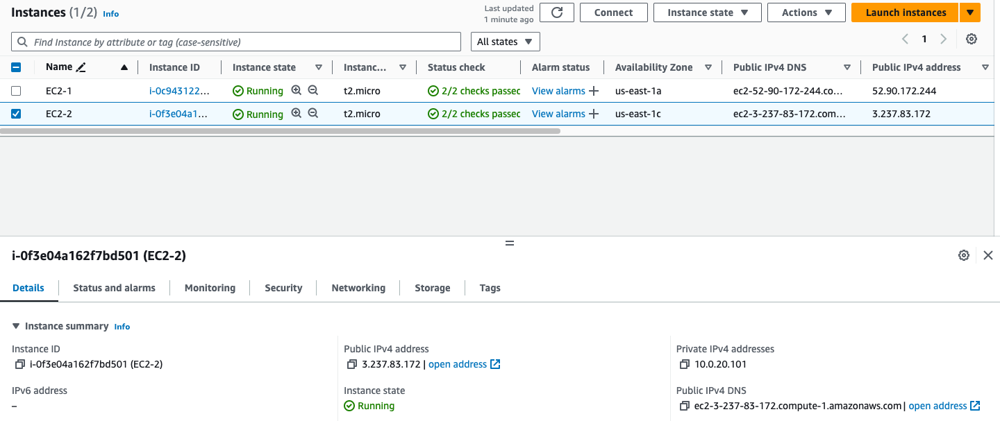 Instances (1/2) Info
Last updated
1 minute ago
Connect
Instance state
Actions
Launch instances
Find Instance by attribute or tag (case-sensitive)
All states
1
Name Instance ID Instance state Instanc... Status check Alarm status Availability Zone Public IPv4 DNS Public IPv4 address
EC2-1 i-0c943122... Running t2.micro 2/2 checks passec View alarms us-east-1a ec2-52-90-172-244.co... 52.90.172.244
EC2-2 i-0f3e04a1... Running t2.micro 2/2 checks passec View alarms us-east-1c ec2-3-237-83-172.com... 3.237.83.172
i-0f3e04a162f7bd501 (EC2-2)
Details Status and alarms Monitoring Security Networking Storage Tags
Instance summary Info
Instance ID
i-0f3e04a162f7bd501 (EC2-2)
Public IPv4 address
3.237.83.172 | open address
Private IPv4 addresses
10.0.20.101
IPv6 address
–
Instance state
Running
Public IPv4 DNS
ec2-3-237-83-172.compute-1.amazonaws.com | open address